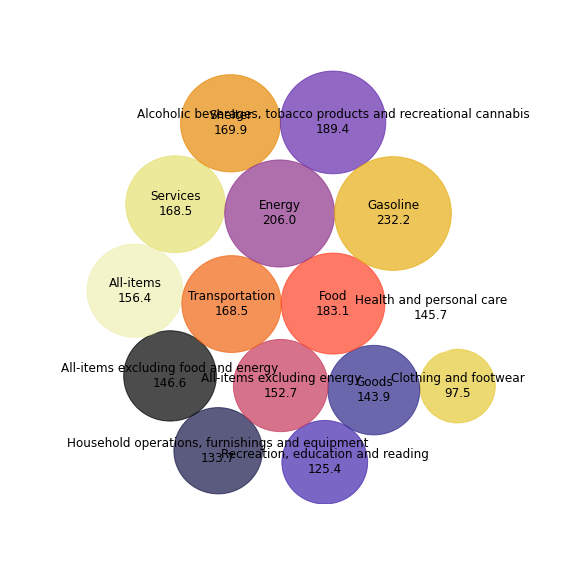 Alcoholic beverages, tobacco products and recreational cannabis
189.4
Shelter
169.9
Services
168.5
Energy
206.0
Gasoline
232.2
All-items
156.4
Transportation
168.5
Food
183.1
Health and personal care
145.7
All-items excluding food and energy
146.6
All-items excluding energy
152.7
Goods
143.9
Clothing and footwear
97.5
Household operations, furnishings and equipment
133.7
Recreation, education and reading
125.4